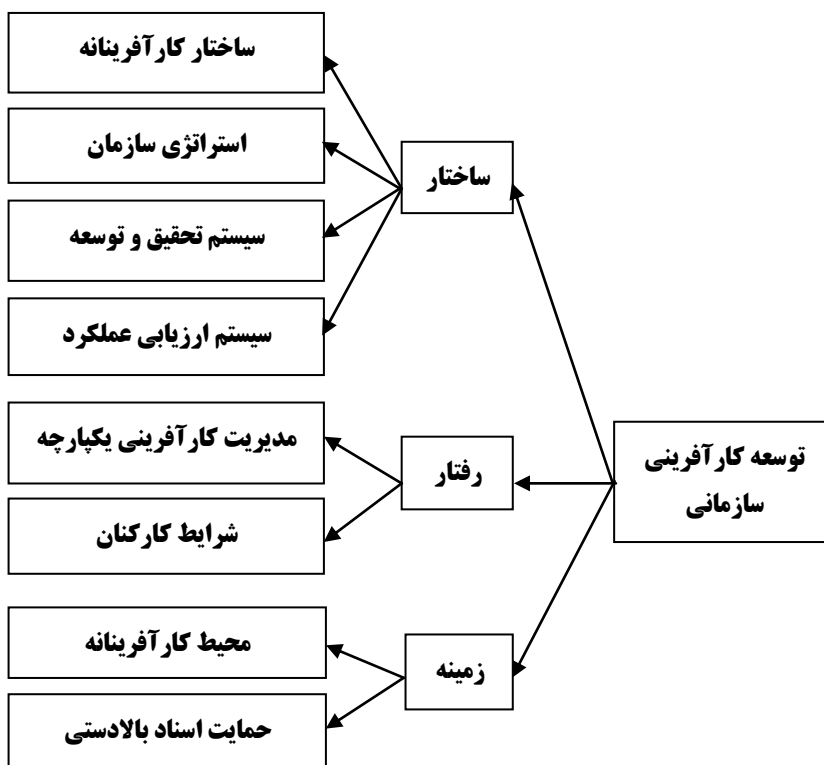 توسعه کارآفرینی
سازمانی
ساختار
ساختار کارآفرینانه
استراتژی سازمان
سیستم تحقیق و توسعه
سیستم ارزیابی عملکرد
رفتار
مدیریت کارآفرینی یکپارچه
شرایط کارکنان
زمینه
محیط کارآفرینانه
حمایت اسناد بالادستی